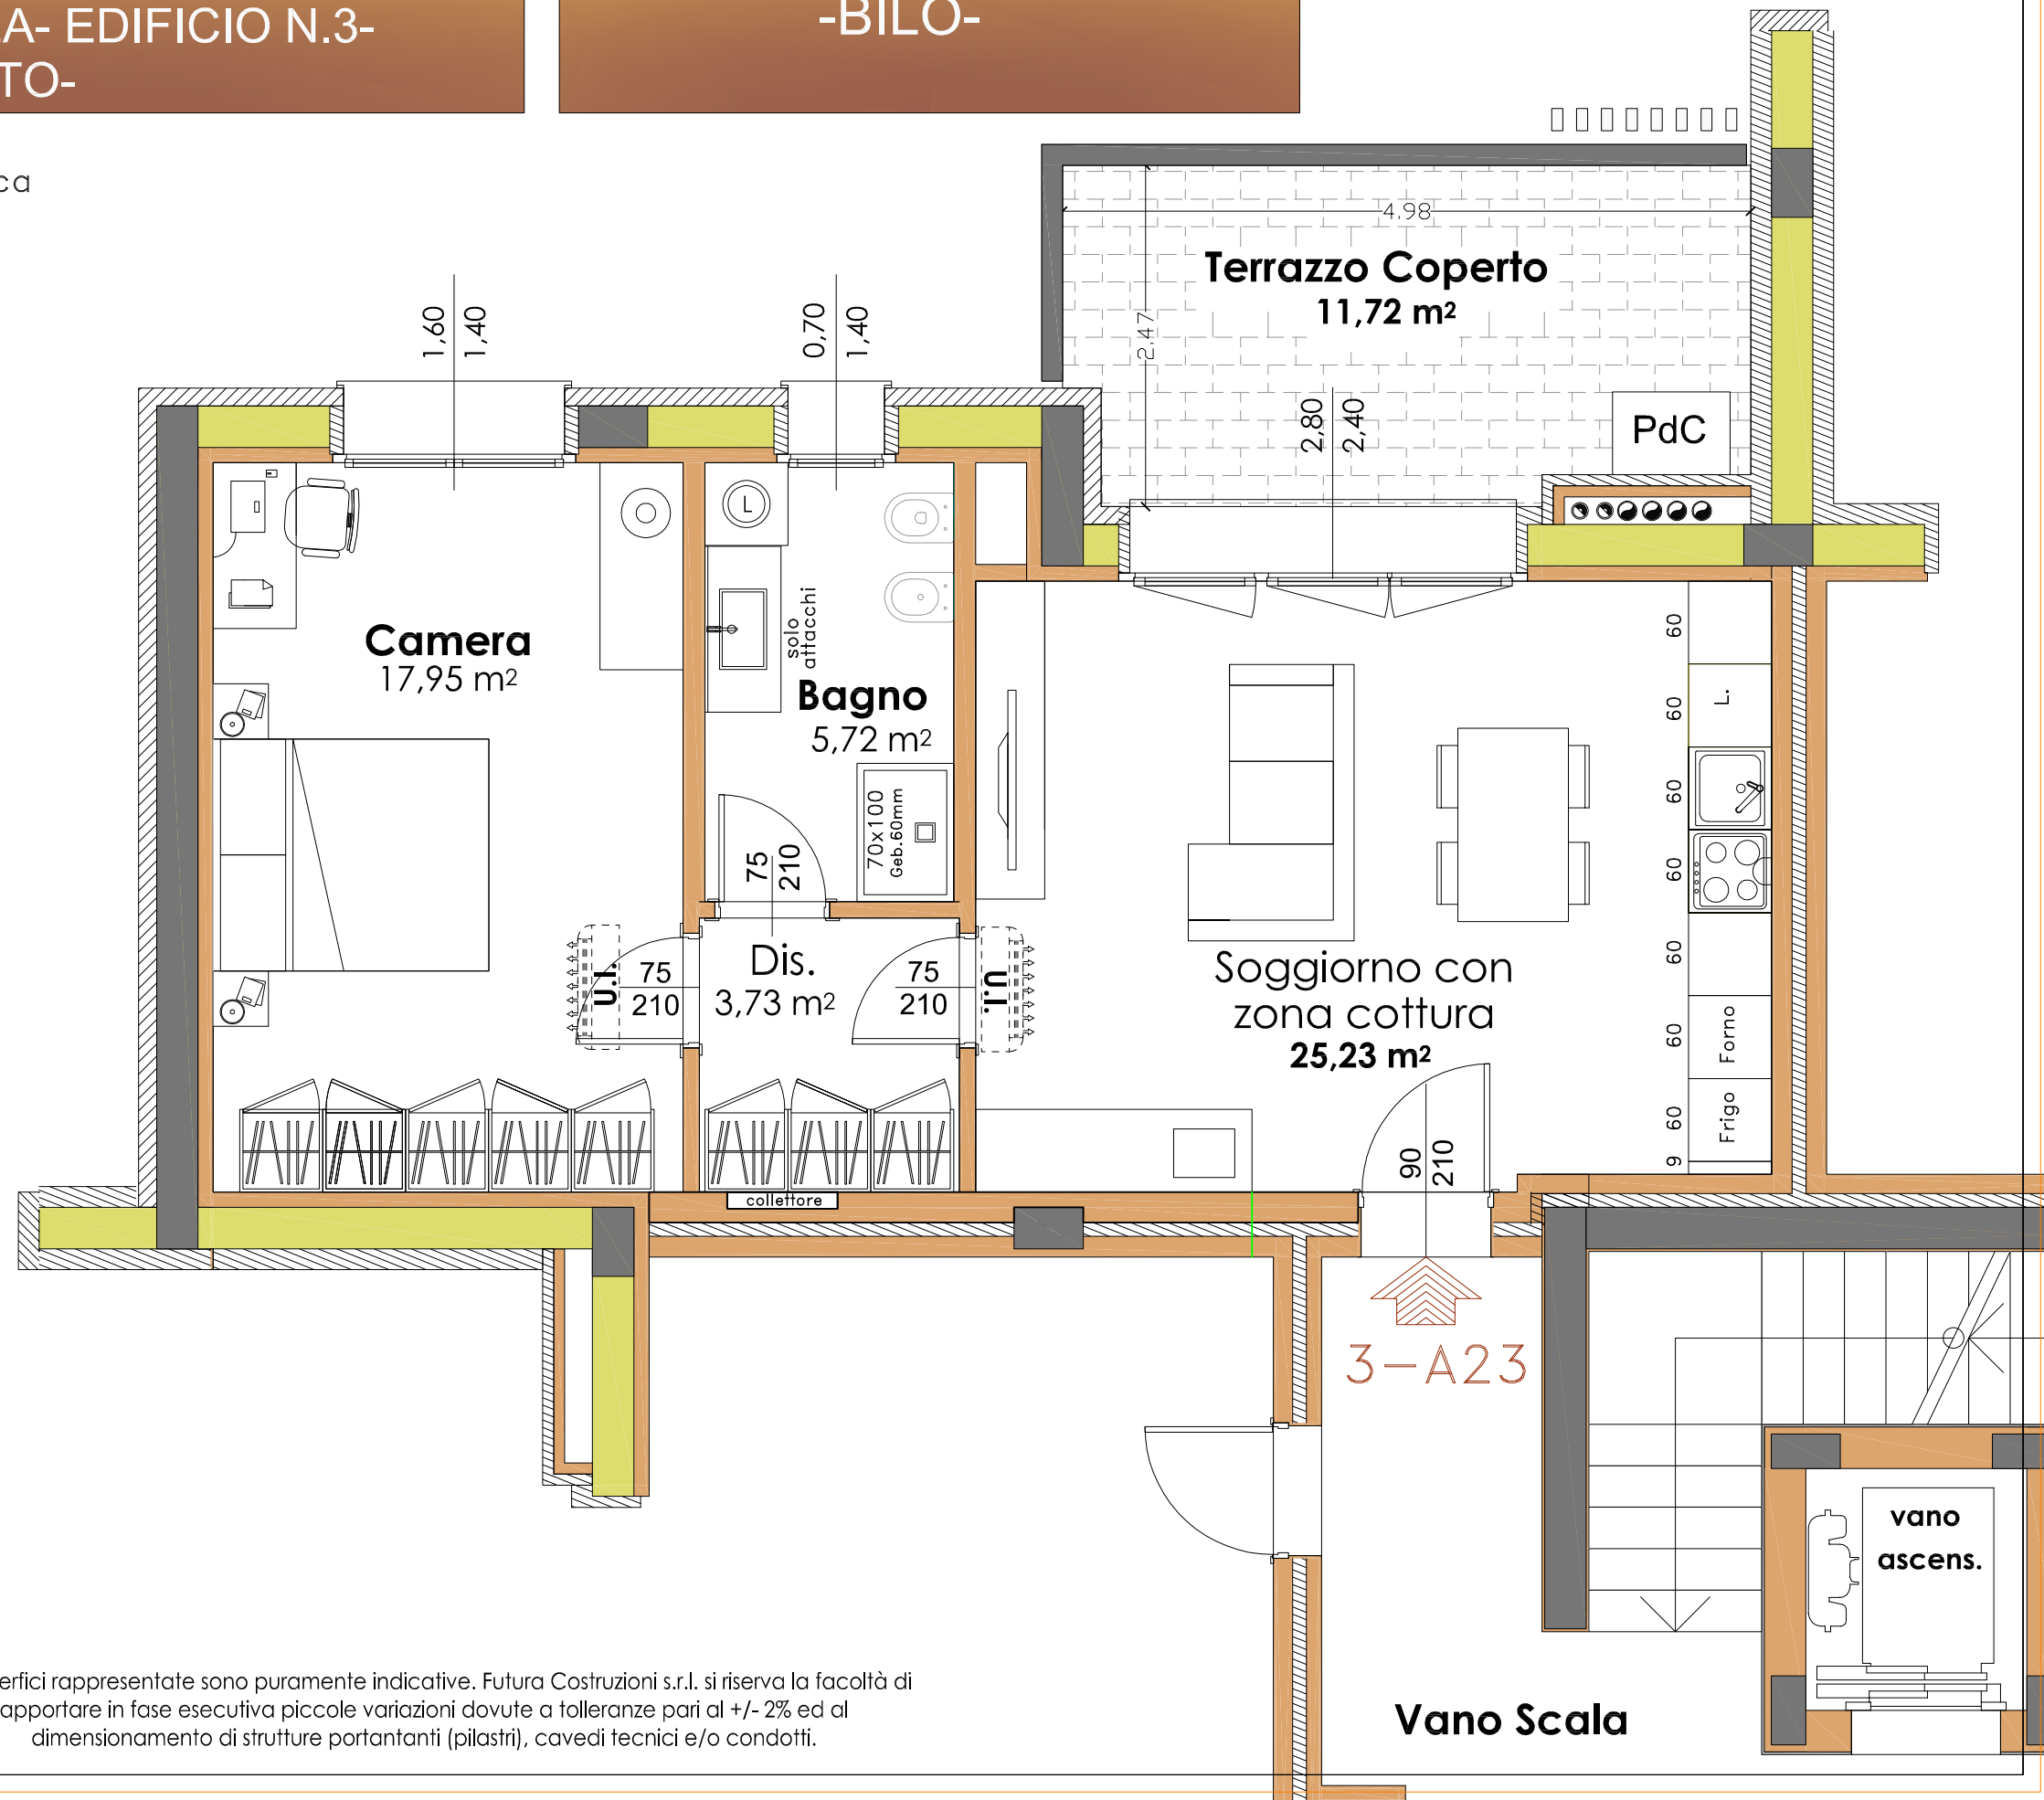 A- EDIFICIO N.3-
TO-
-BILO-
ca
4.98
Terrazzo Coperto
11,72 m²
2.47
1,60
1,40
0,70
1,40
2,80
2,40
PdC
L
solo
attacchi
Camera
17,95 m²
Bagno
5,72 m²
70x100
Geb.60mm
75
210
Dis.
3,73 m²
U.I.
75
210
75
210
U.I.
Soggiorno con
zona cottura
25,23 m²
60
60
L.
60
60
60
60
Forno
60
Frigo
9
90
210
collettore
3-A23
vano
ascens.
Vano Scala
erfici rappresentate sono puramente indicative. Futura Costruzioni s.r.l. si riserva la facoltà di
apportare in fase esecutiva piccole variazioni dovute a tolleranze pari al +/- 2% ed al
dimensionamento di strutture portantanti (pilastri), cavedi tecnici e/o condotti.